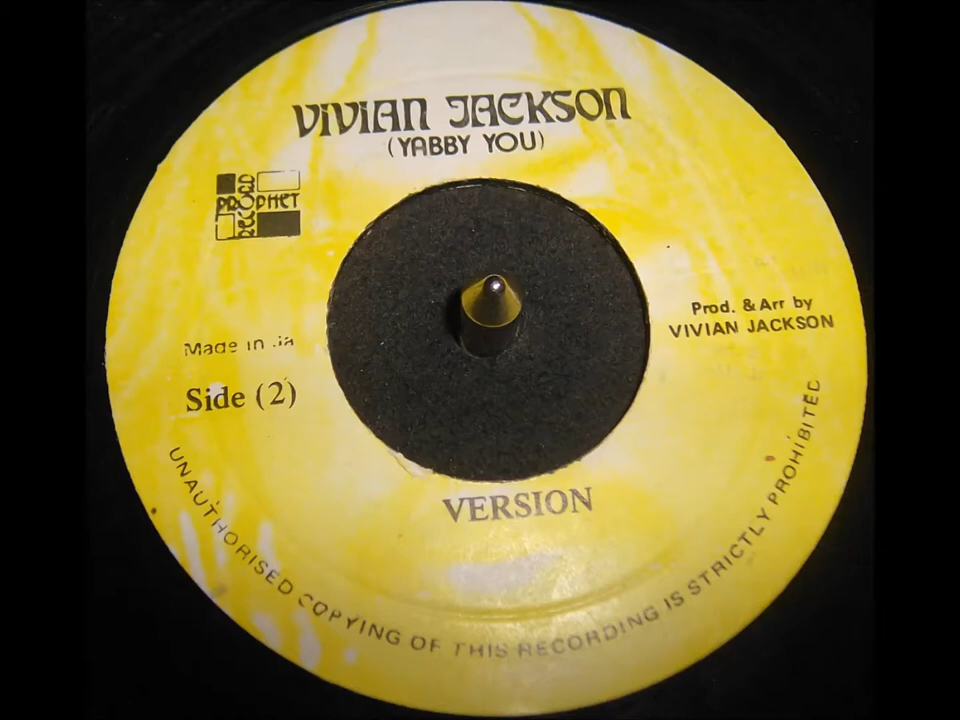 VIVIAN JACKSON
(YABBY YOU)
PROPHET
RECORD
Prod. & Arr by
VIVIAN JACKSON
Made in Ja
Side (2)
VERSION
UNAUTHORISED COPYING OF THIS RECORDING IS STRICTLY PROHIBITED